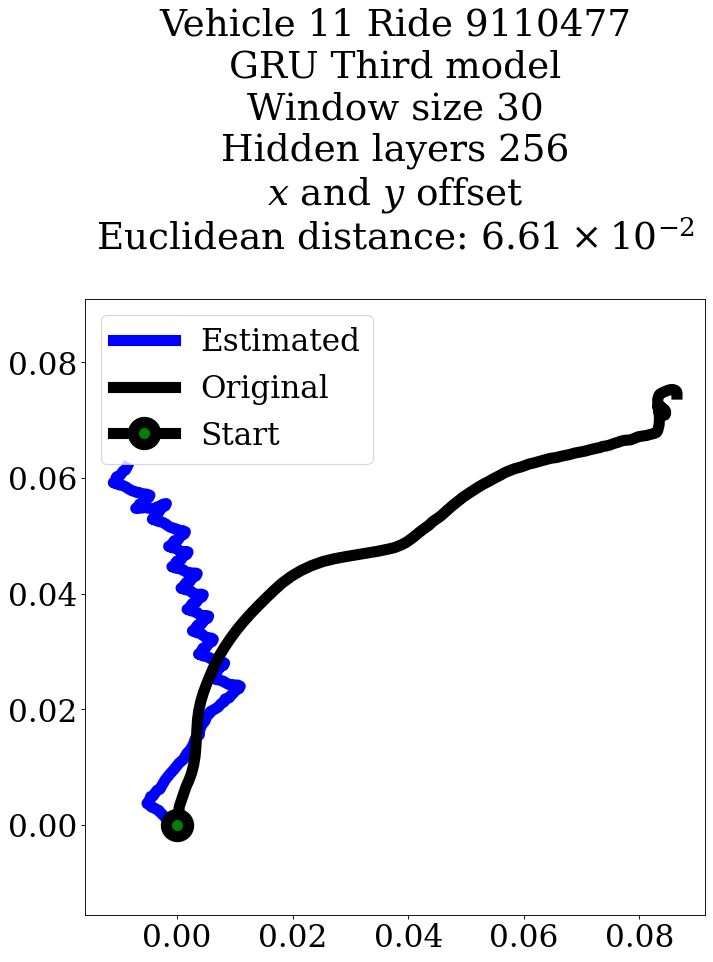 Vehicle 11 Ride 9110477
GRU Third model
Window size 30
Hidden layers 256
x and y offset
Euclidean distance: 6.61 × 10⁻²
Estimated
Original
Start
0.08
0.06
0.04
0.02
0.00
0.00 0.02 0.04 0.06 0.08